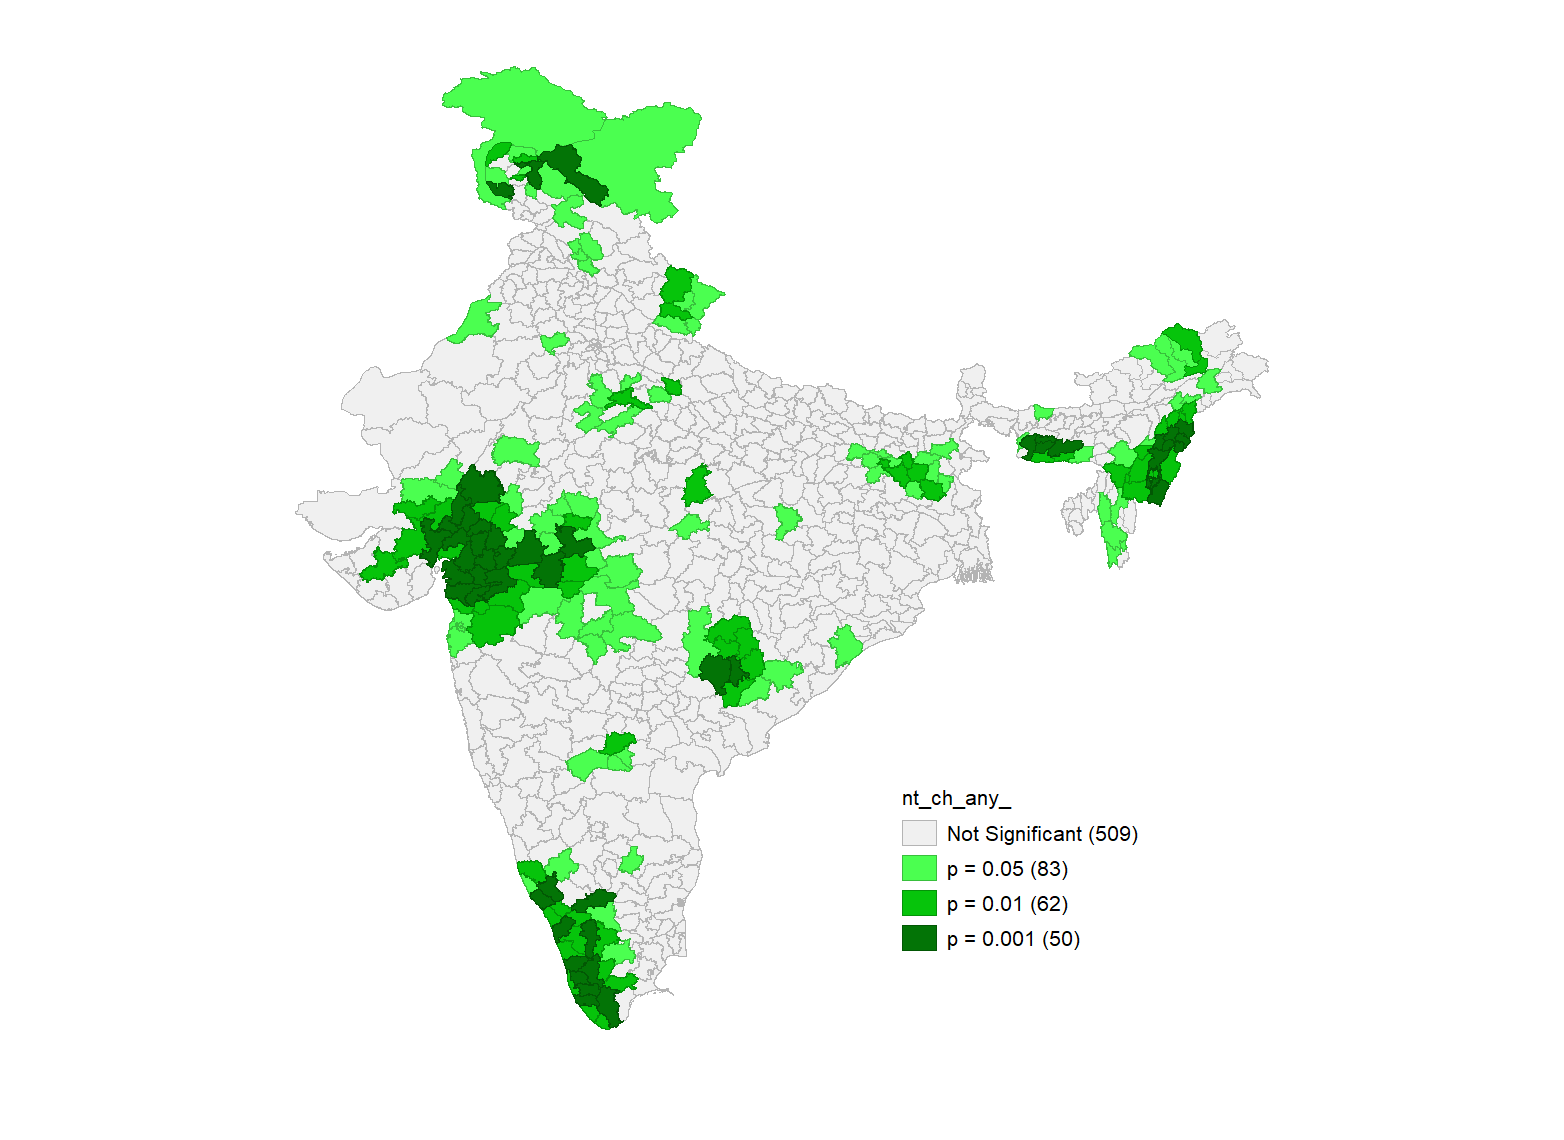 nt_ch_any_
Not Significant (509)
p = 0.05 (83)
p = 0.01 (62)
p = 0.001 (50)